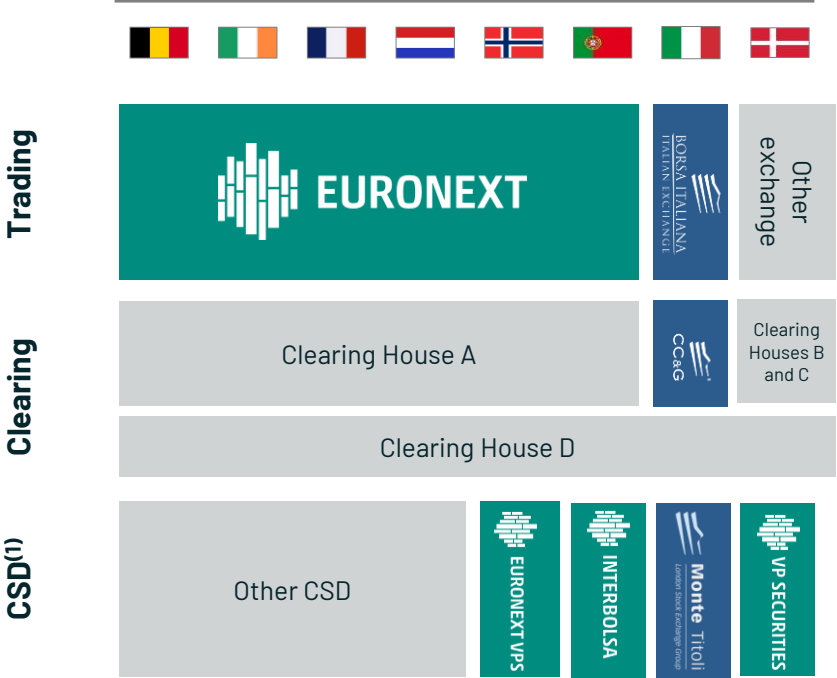 Trading
EURONEXT
BORSA ITALIANA
ITALIAN EXCHANGE
Other
exchange
Clearing
Clearing House A
CC&G
Clearing
Houses B
and C
Clearing House D
CSD(1)
Other CSD
EURONEXT VPS
INTERBOLSA
Monte Titoli
London Stock Exchange Group
VP SECURITIES